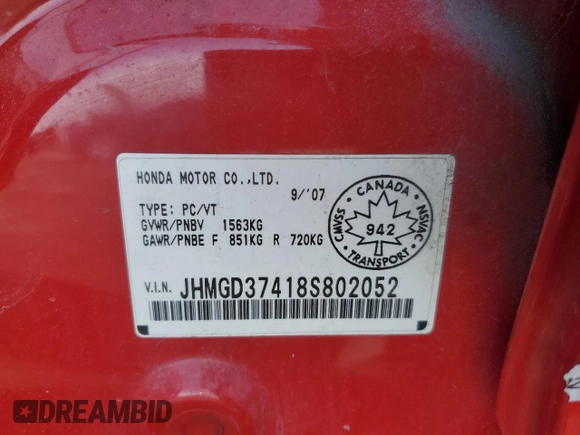 HONDA MOTOR CO.,LTD.
9/'07
TYPE: PC/VT
GVWR/PNBV 1563KG
GAWR/PNBE F 851KG R 720KG
CANADA
CMVSS
942
NSVAC
TRANSPORT
V.I.N. JHMGD37418S802052
DREAMBID